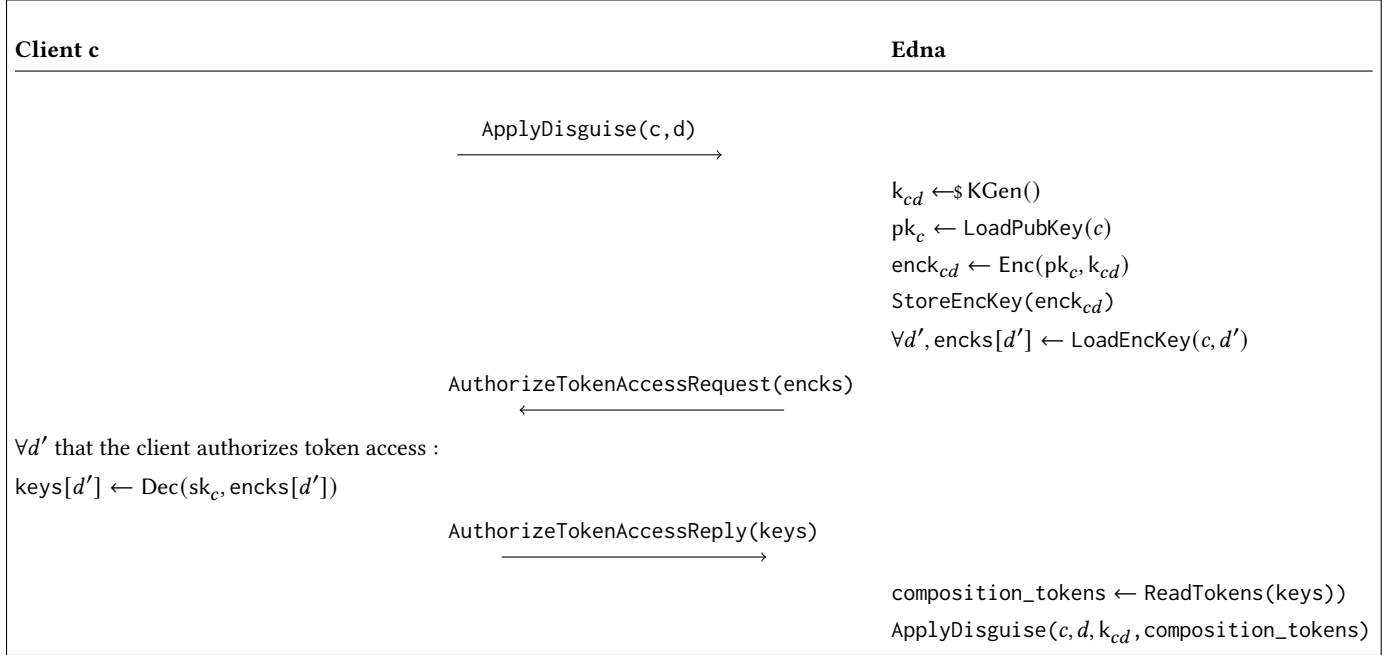 Client c Edna
ApplyDisguise(c,d)
k_cd ←$ KGen()
pk_c ← LoadPubKey(c)
enck_cd ← Enc(pk_c, k_cd)
StoreEncKey(enck_cd)
∀d′, encks[d′] ← LoadEncKey(c, d′)
AuthorizeTokenAccessRequest(encks)
∀d′ that the client authorizes token access :
keys[d′] ← Dec(sk_c, encks[d′])
AuthorizeTokenAccessReply(keys)
composition_tokens ← ReadTokens(keys))
ApplyDisguise(c, d, k_cd, composition_tokens)